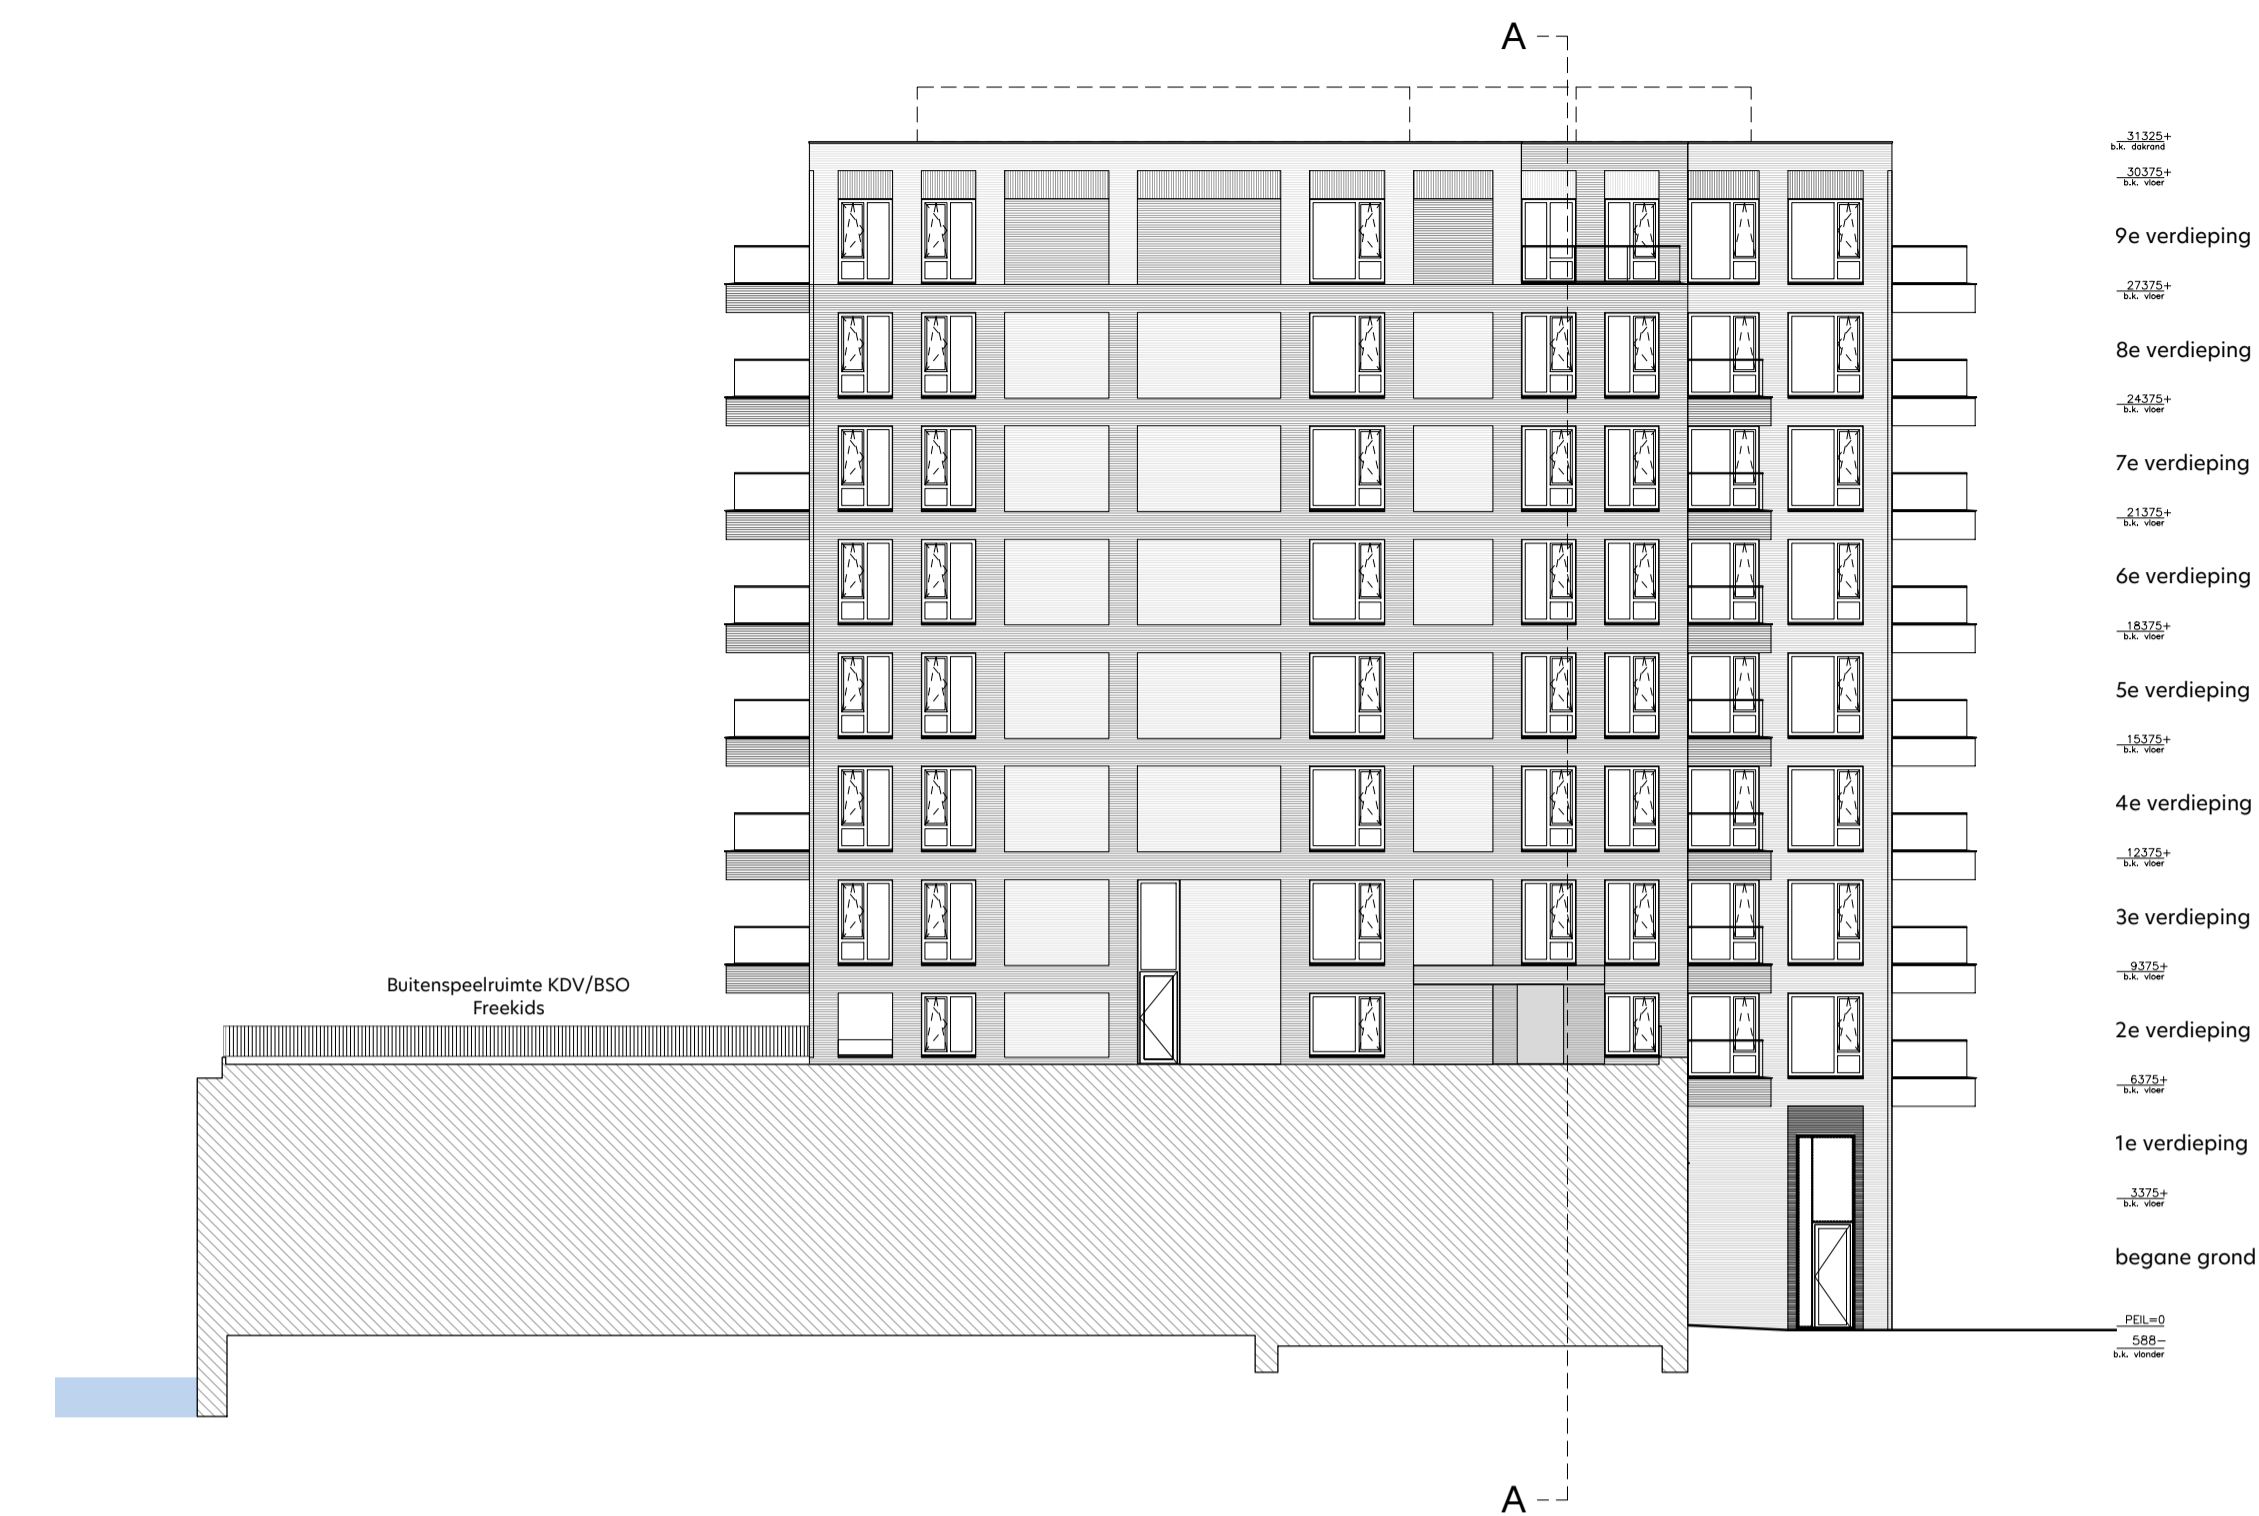 A
31325+
b.k. dakrand
30375+
b.k. vloer
9e verdieping
27375+
b.k. vloer
8e verdieping
24375+
b.k. vloer
7e verdieping
21375+
b.k. vloer
6e verdieping
18375+
b.k. vloer
5e verdieping
15375+
b.k. vloer
4e verdieping
12375+
b.k. vloer
3e verdieping
9375+
b.k. vloer
Buitenspeelruimte KDV/BSO
Freekids
2e verdieping
6375+
b.k. vloer
1e verdieping
3375+
b.k. vloer
begane grond
PEIL=0
588−
b.k. vlonder
A